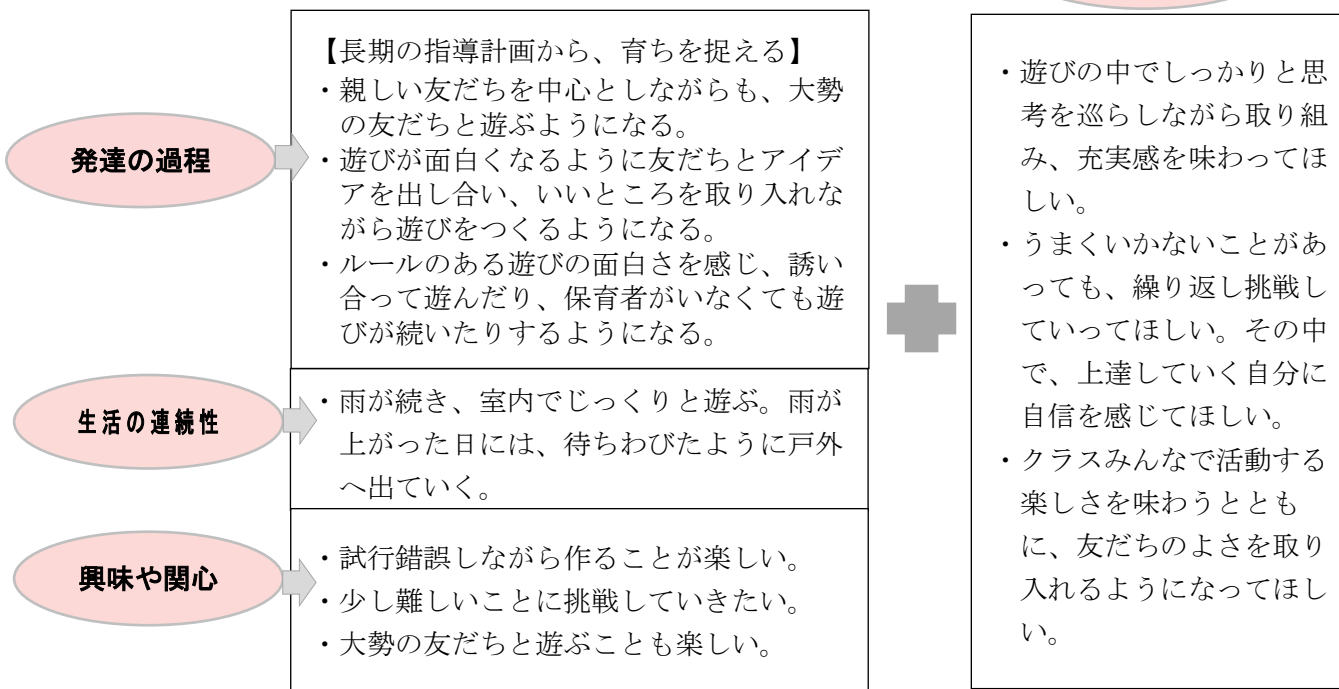 発達の過程
【長期の指導計画から、育ちを捉える】
・親しい友だちを中心としながらも、大勢
の友だちと遊ぶようになる。
・遊びが面白くなるように友だちとアイデ
アを出し合い、いいところを取り入れな
がら遊びをつくるようになる。
・ルールのある遊びの面白さを感じ、誘い
合って遊んだり、保育者がいなくても遊
びが続いたりするようになる。
生活の連続性
・雨が続き、室内でじっくりと遊ぶ。雨が
上がった日には、待ちわびたように戸外
へ出ていく。
興味や関心
・試行錯誤しながら作ることが楽しい。
・少し難しいことに挑戦していきたい。
・大勢の友だちと遊ぶことも楽しい。
・遊びの中でしっかりと思
考を巡らしながら取り組
み、充実感を味わってほ
しい。
・うまくいかないことがあ
っても、繰り返し挑戦し
ていってほしい。その中
で、上達していく自分に
自信を感じてほしい。
・クラスみんなで活動する
楽しさを味わうととも
に、友だちのよさを取り
入れるようになってほし
い。